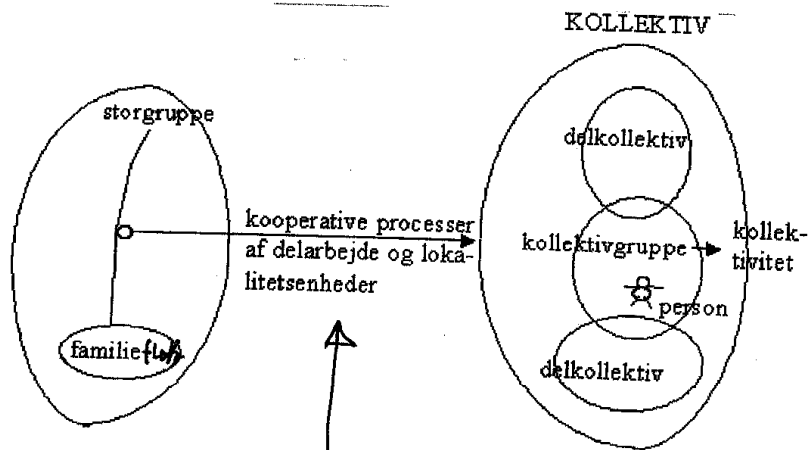 KOLLEKTIV
storgruppe
familie
kooperative processer
af delarbejde og loka-
litetsenheder
delkollektiv
kollektivgruppe
kollek-
tivitet
person
delkollektiv